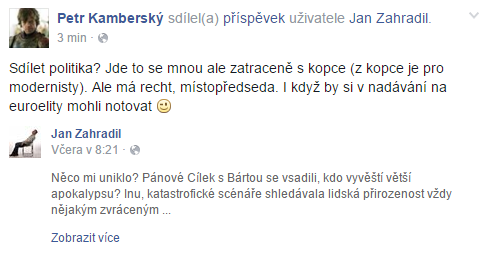 Petr Kamberský sdílel(a) příspěvek uživatele Jan Zahradil.
3 min ·
Sdílet politika? Jde to se mnou ale zatraceně s kopce (z kopce je pro
modernisty). Ale má recht, místopředseda. I když by si v nadávání na
euroelity mohli notovat
Jan Zahradil
Včera v 8:21 ·
Něco mi uniklo? Pánové Cílek s Bártou se vsadili, kdo vyvěští větší
apokalypsu? Inu, katastrofické scénáře shledávala lidská přirozenost vždy
nějakým zvráceným ...
Zobrazit více